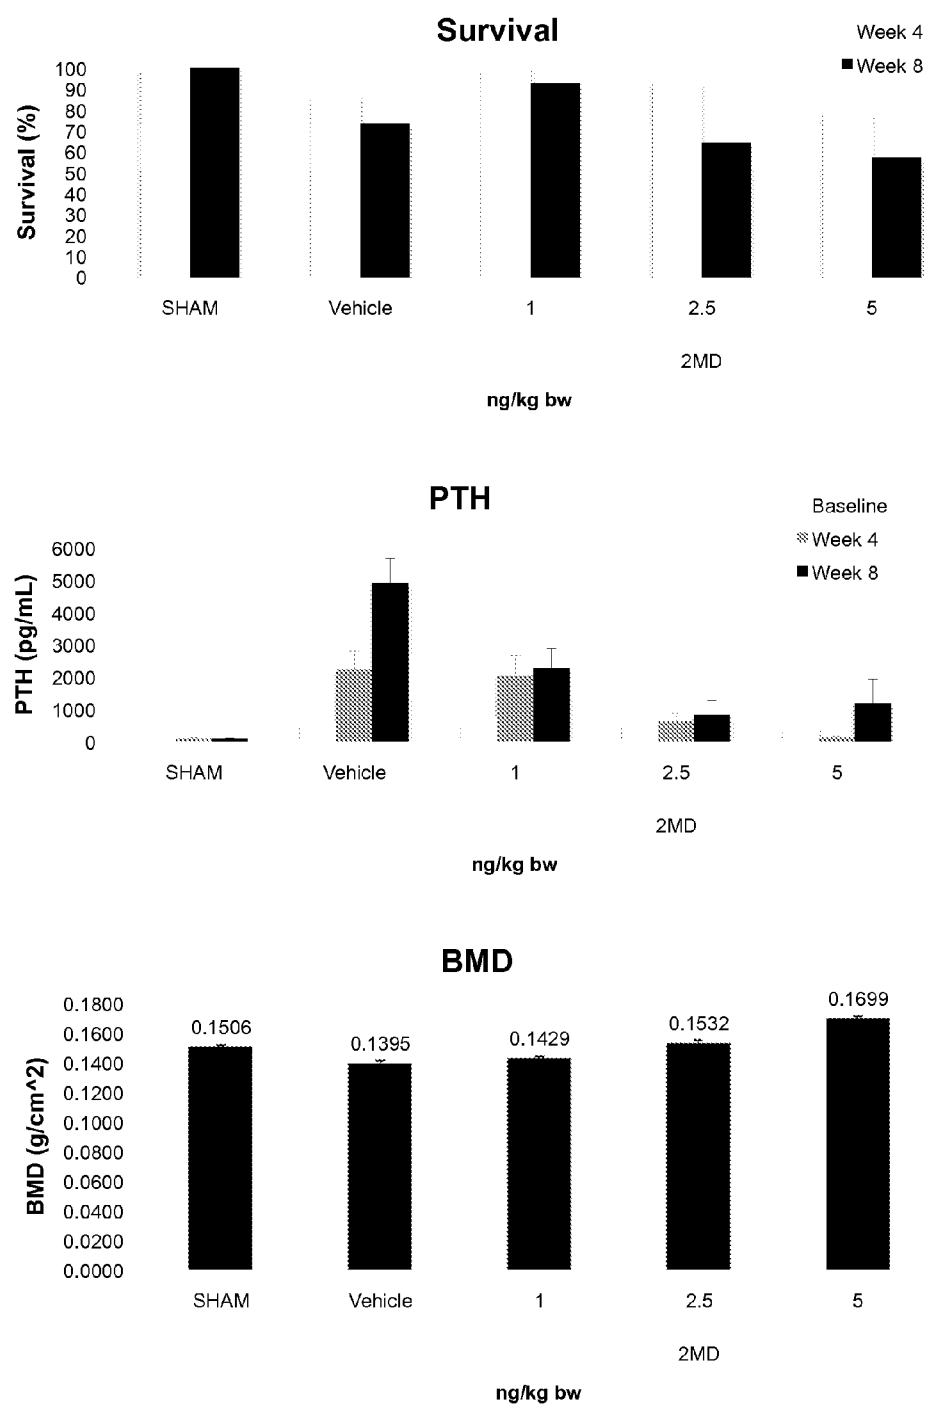 Survival
Week 4
Week 8
Survival (%)
100
90
80
70
60
50
40
30
20
10
0
SHAM Vehicle 1 2.5 5
2MD
ng/kg bw
PTH
Baseline
Week 4
Week 8
PTH (pg/mL)
6000
5000
4000
3000
2000
1000
0
SHAM Vehicle 1 2.5 5
2MD
ng/kg bw
BMD
BMD (g/cm^2)
0.1800
0.1600
0.1400
0.1200
0.1000
0.0800
0.0600
0.0400
0.0200
0.0000
0.1506 0.1395 0.1429 0.1532 0.1699
SHAM Vehicle 1 2.5 5
2MD
ng/kg bw